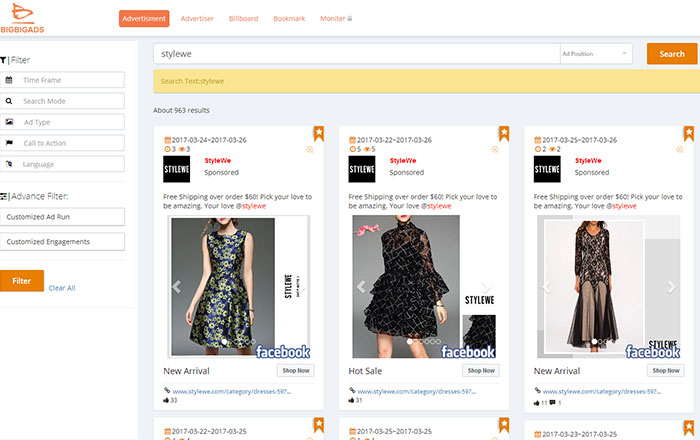 BIGBIGADS
Advertisment
Advertiser
Billboard
Bookmark
Moniter
Filter
Time Frame
Search Mode
Ad Type
Call to Action
Language
Advance Filter:
Customized Ad Run
Customized Engagements
Filter
Clear All
stylewe
Ad Position
Search
Search Text:stylewe
About 963 results
2017-03-24~2017-03-26
3 3
STYLEWE
StyleWe
Sponsored
Free Shipping over order $60! Pick your love to
be amazing. Your love @stylewe
STYLEWE
facebook
New Arrival
Shop Now
www.stylewe.com/category/dresses-59?...
33
2017-03-22~2017-03-26
5 5
STYLEWE
StyleWe
Sponsored
Free Shipping over order $60! Pick your love to
be amazing. Your love @stylewe
STYLEWE
facebook
Hot Sale
Shop Now
www.stylewe.com/category/dresses-59?...
31
2017-03-25~2017-03-26
2 2
STYLEWE
StyleWe
Sponsored
Free Shipping over order $60! Pick your love to
be amazing. Your love @stylewe
STYLEWE
facebook
New Arrival
Shop Now
www.stylewe.com/category/dresses-59?...
11 1
2017-03-22~2017-03-25
2017-03-25~2017-03-25
2017-03-23~2017-03-26